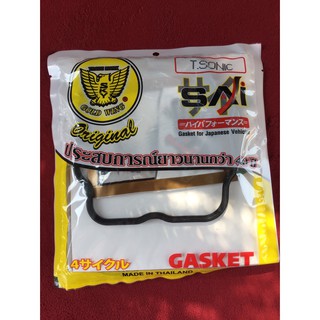 T.SONIC
GOLD WING
SAi
ハイパフォーマンス
Gasket for Japanese Vehicle
Original
ประสบการณ์ยาวนานกว่า
4サイクル
GASKET
MADE IN THAILAND